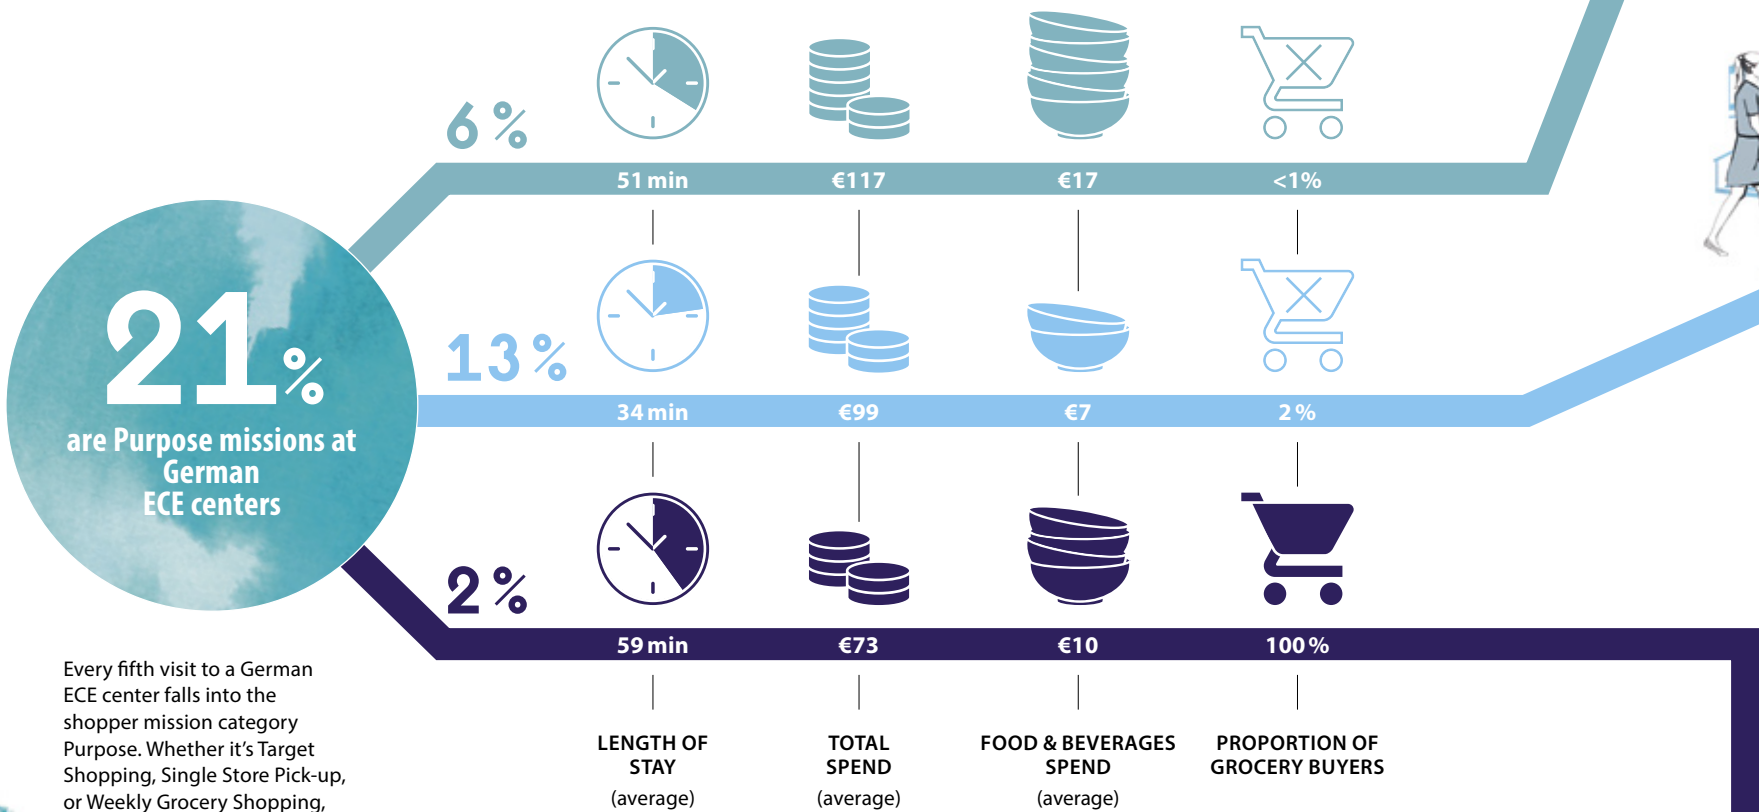 6 %
51 min €117 €17 <1%
21 %
are Purpose missions at
German
ECE centers
13 %
34 min €99 €7 2 %
2 %
59 min €73 €10 100 %
Every fifth visit to a German
ECE center falls into the
shopper mission category
Purpose. Whether it’s Target
Shopping, Single Store Pick-up,
or Weekly Grocery Shopping,
LENGTH OF
STAY
(average)
TOTAL
SPEND
(average)
FOOD & BEVERAGES
SPEND
(average)
PROPORTION OF
GROCERY BUYERS